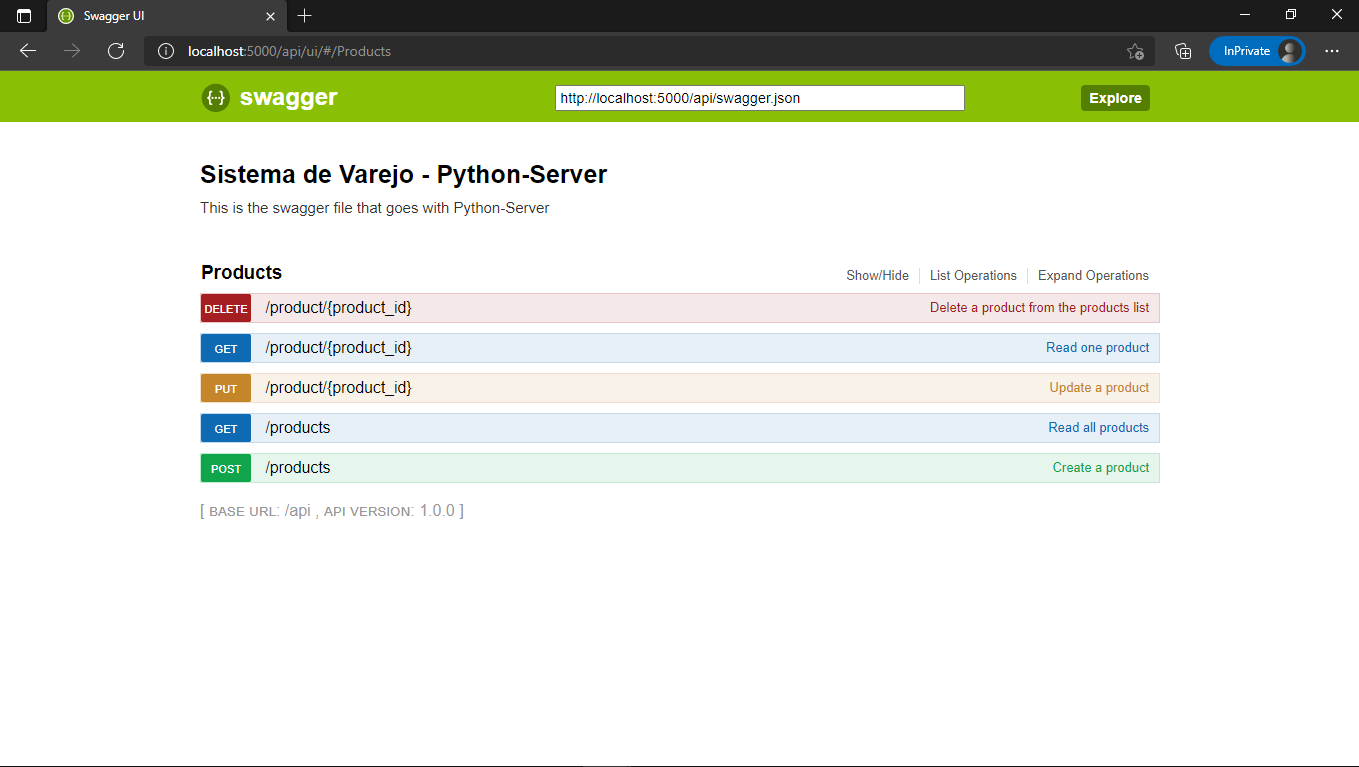 Swagger UI
localhost:5000/api/ui/#/Products
InPrivate
{··}
swagger
http://localhost:5000/api/swagger.json
Explore
Sistema de Varejo - Python-Server
This is the swagger file that goes with Python-Server
Products
Show/Hide
List Operations
Expand Operations
DELETE /product/{product_id} Delete a product from the products list
GET /product/{product_id} Read one product
PUT /product/{product_id} Update a product
GET /products Read all products
POST /products Create a product
[ BASE URL: /api , API VERSION: 1.0.0 ]